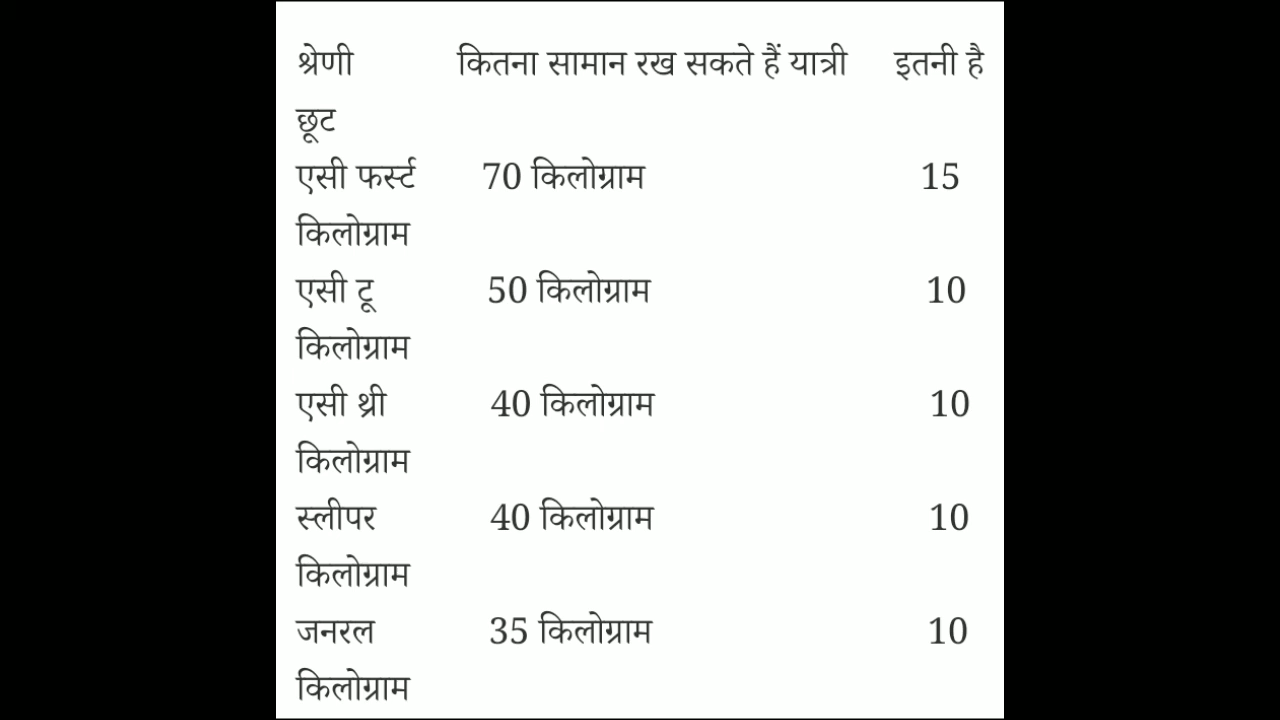 श्रेणी कितना सामान रख सकते हैं यात्री इतनी है
छूट
एसी फर्स्ट 70 किलोग्राम 15
किलोग्राम
एसी टू 50 किलोग्राम 10
किलोग्राम
एसी थ्री 40 किलोग्राम 10
किलोग्राम
स्लीपर 40 किलोग्राम 10
किलोग्राम
जनरल 35 किलोग्राम 10
किलोग्राम